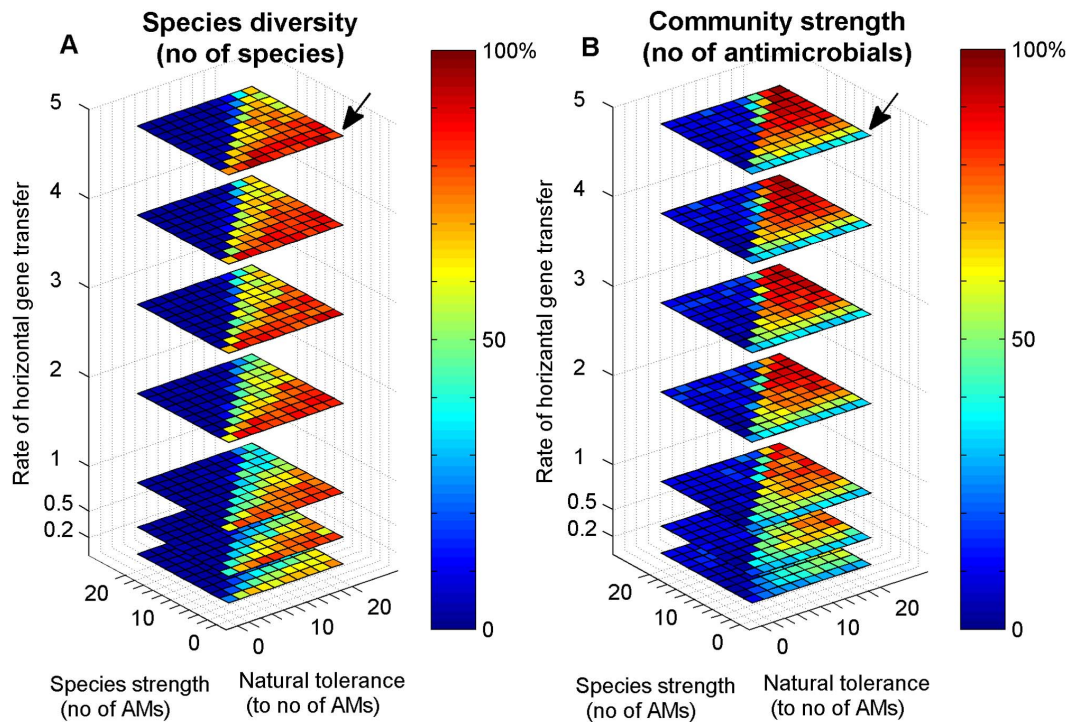 A
Species diversity
(no of species)
100%
50
0
5
4
3
2
1
0.5
0.2
Rate of horizontal gene transfer
20
10
0
0
10
20
Species strength
(no of AMs)
Natural tolerance
(to no of AMs)
B
Community strength
(no of antimicrobials)
100%
50
0
5
4
3
2
1
0.5
0.2
Rate of horizantal gene transfer
20
10
0
0
10
20
Species strength
(no of AMs)
Natural tolerance
(to no of AMs)